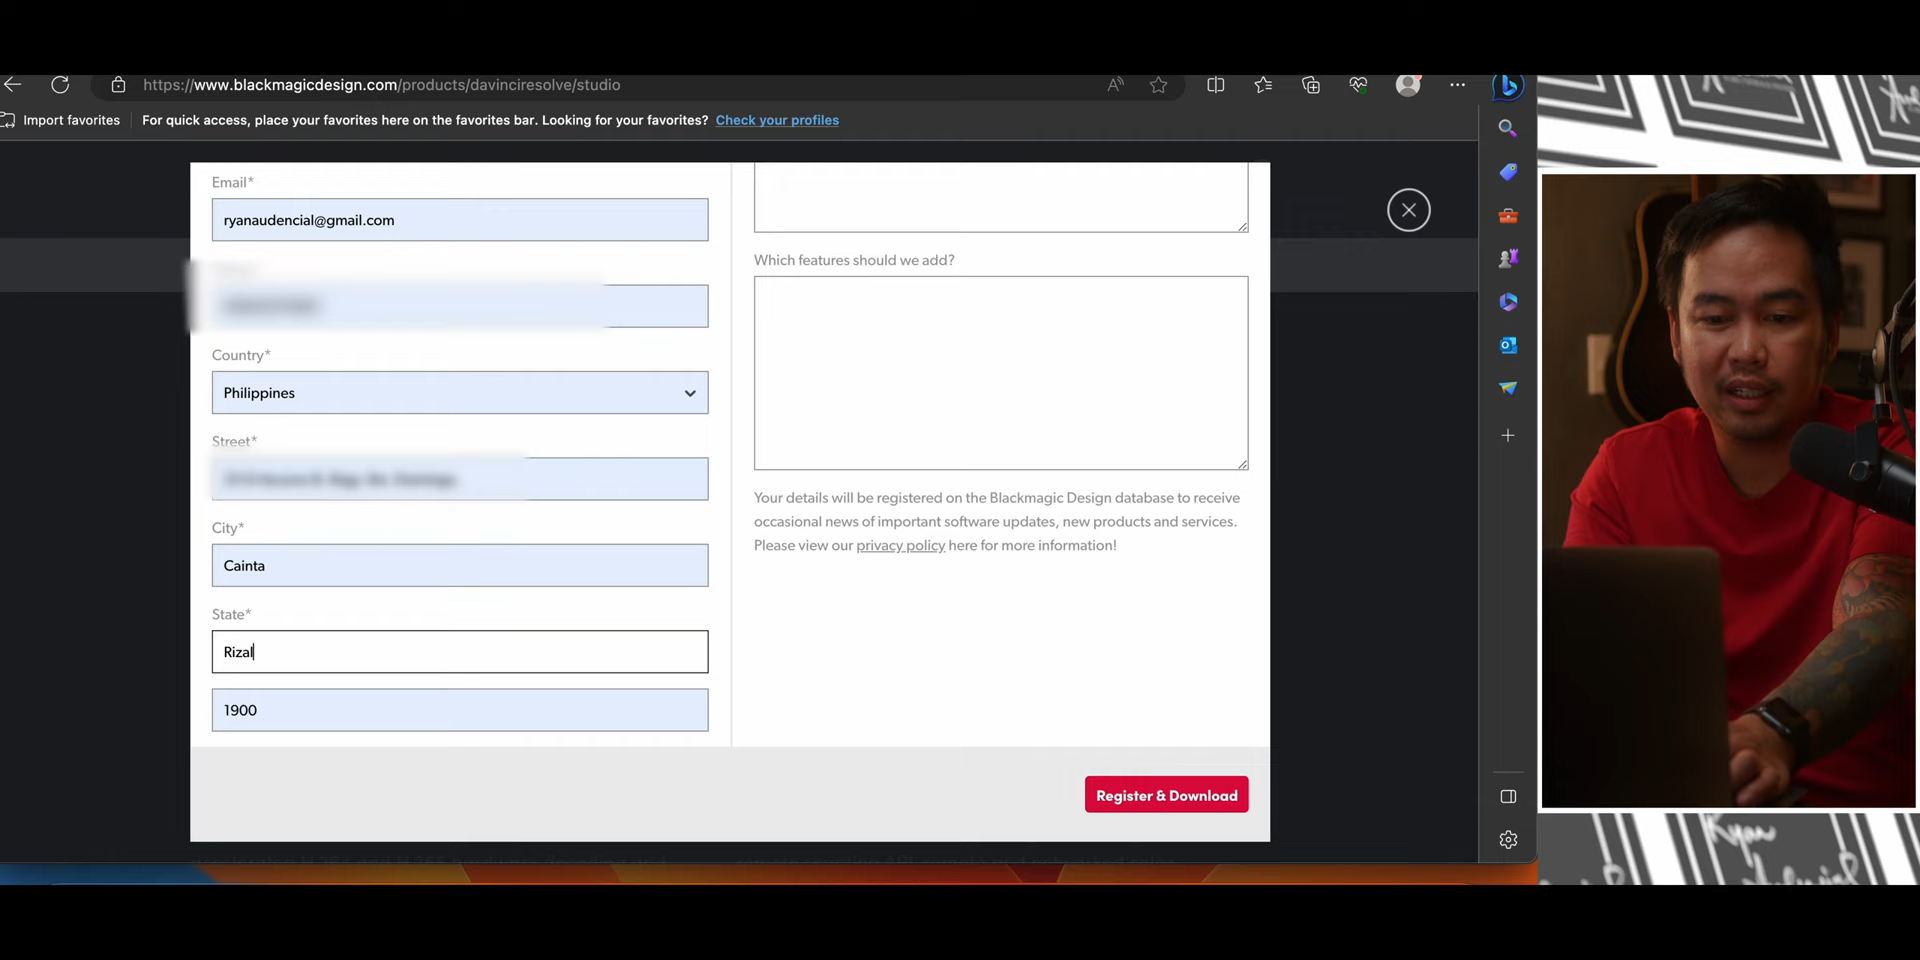 https://www.blackmagicdesign.com/products/davinciresolve/studio
Import favorites
For quick access, place your favorites here on the favorites bar. Looking for your favorites? Check your profiles
Email*
ryanaudencial@gmail.com
Country*
Philippines
Street*
City*
Cainta
State*
Rizal
1900
Which features should we add?
Your details will be registered on the Blackmagic Design database to receive
occasional news of important software updates, new products and services.
Please view our privacy policy here for more information!
Register & Download
Ryan